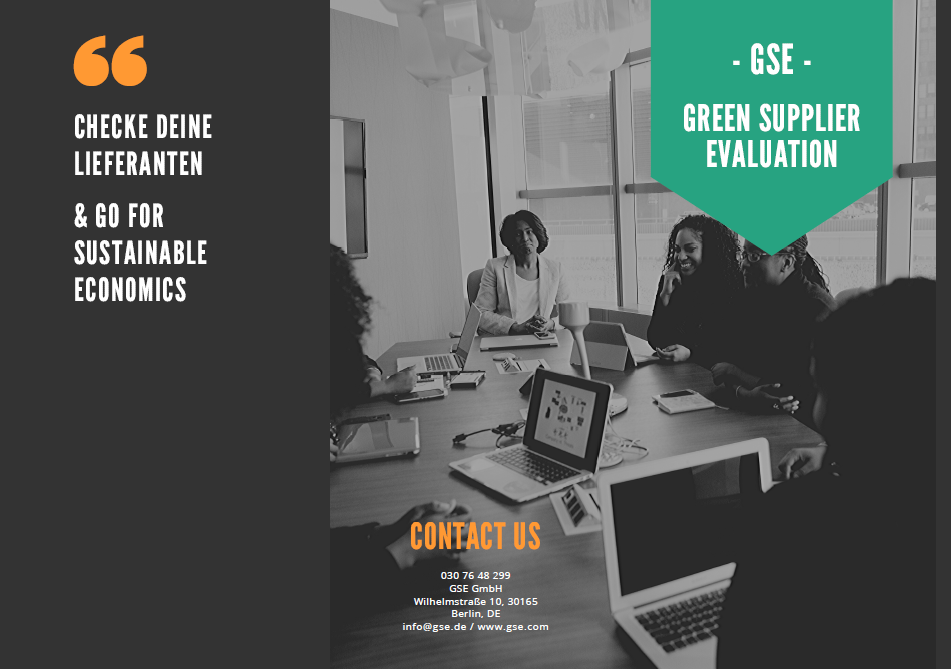 CHECKE DEINE
LIEFERANTEN
& GO FOR
SUSTAINABLE
ECONOMICS
- GSE -
GREEN SUPPLIER
EVALUATION
CONTACT US
030 76 48 299
GSE GmbH
Wilhelmstraße 10, 30165
Berlin, DE
info@gse.de / www.gse.com